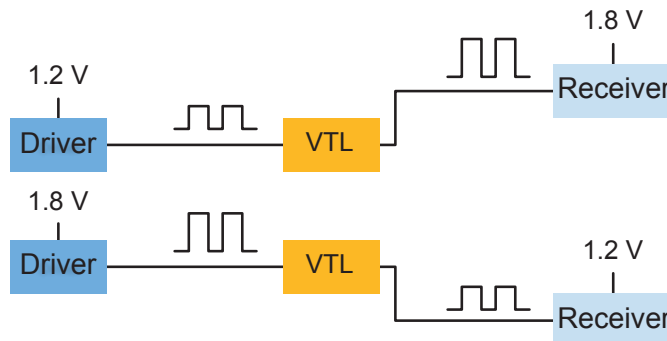 1.8 V
1.2 V
Receiver
Driver
VTL
1.8 V
1.2 V
Driver
VTL
Receiver